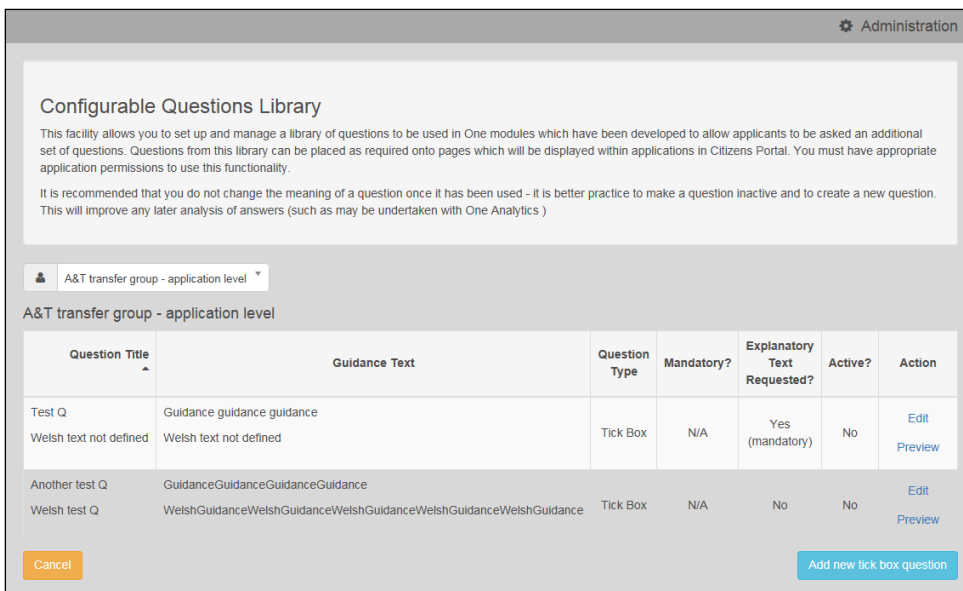 Administration
Configurable Questions Library
This facility allows you to set up and manage a library of questions to be used in One modules which have been developed to allow applicants to be asked an additional
set of questions. Questions from this library can be placed as required onto pages which will be displayed within applications in Citizens Portal. You must have appropriate
application permissions to use this functionality.
It is recommended that you do not change the meaning of a question once it has been used - it is better practice to make a question inactive and to create a new question.
This will improve any later analysis of answers (such as may be undertaken with One Analytics )
A&T transfer group - application level
A&T transfer group - application level
Question Title
Guidance Text
Question
Type
Mandatory?
Explanatory
Text
Requested?
Active?
Action
Test Q
Welsh text not defined
Guidance guidance guidance
Welsh text not defined
Tick Box
N/A
Yes
(mandatory)
No
Edit
Preview
Another test Q
Welsh test Q
GuidanceGuidanceGuidanceGuidance
WelshGuidanceWelshGuidanceWelshGuidanceWelshGuidanceWelshGuidance
Tick Box
N/A
No
No
Edit
Preview
Cancel
Add new tick box question